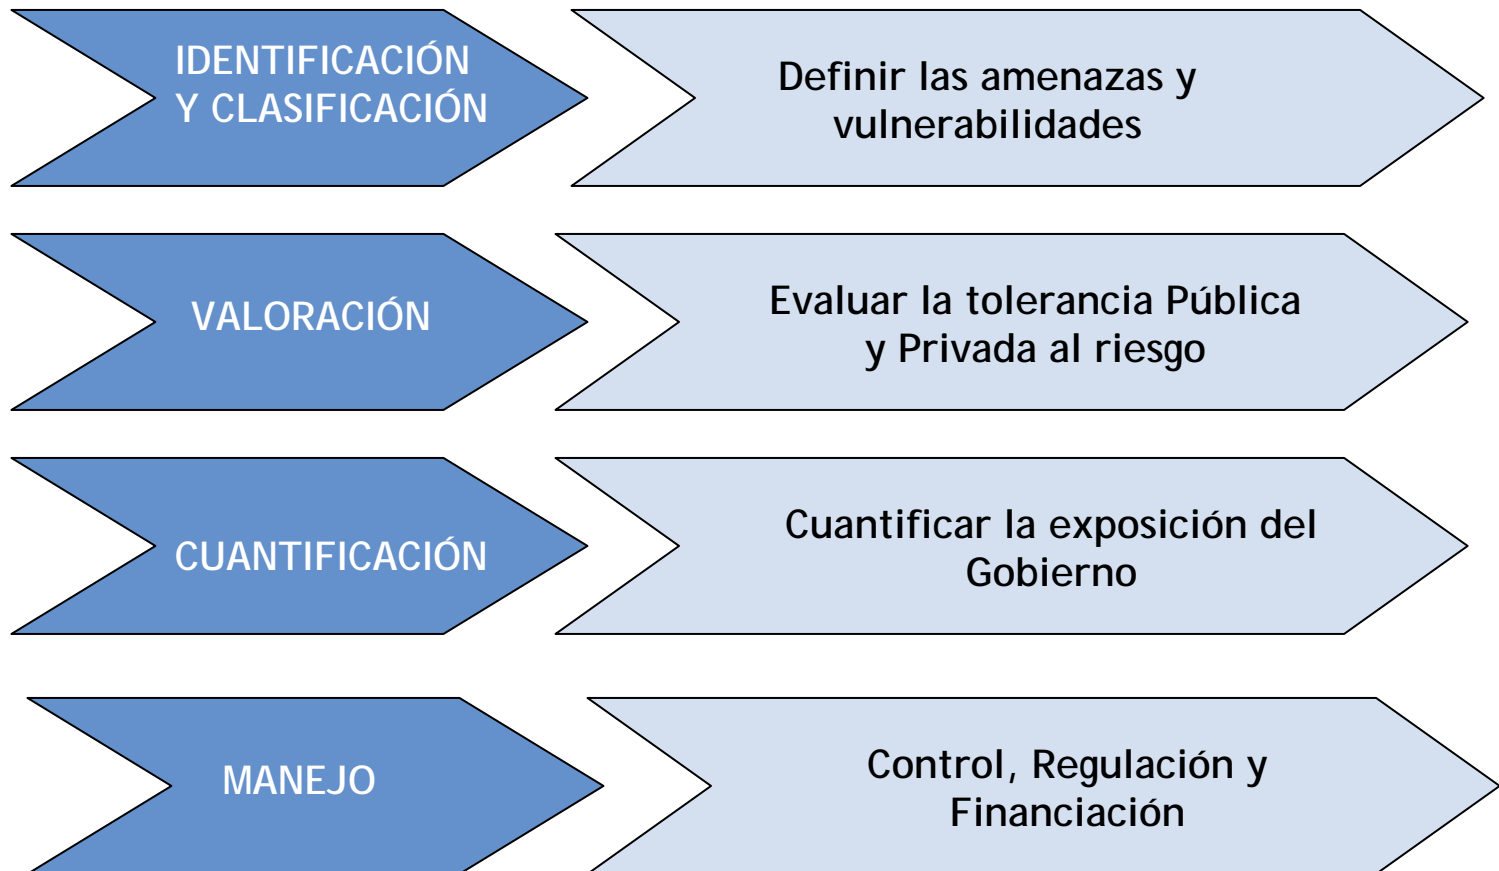 IDENTIFICACIÓN
Y CLASIFICACIÓN
Definir las amenazas y
vulnerabilidades
VALORACIÓN
Evaluar la tolerancia Pública
y Privada al riesgo
CUANTIFICACIÓN
Cuantificar la exposición del
Gobierno
MANEJO
Control, Regulación y
Financiación